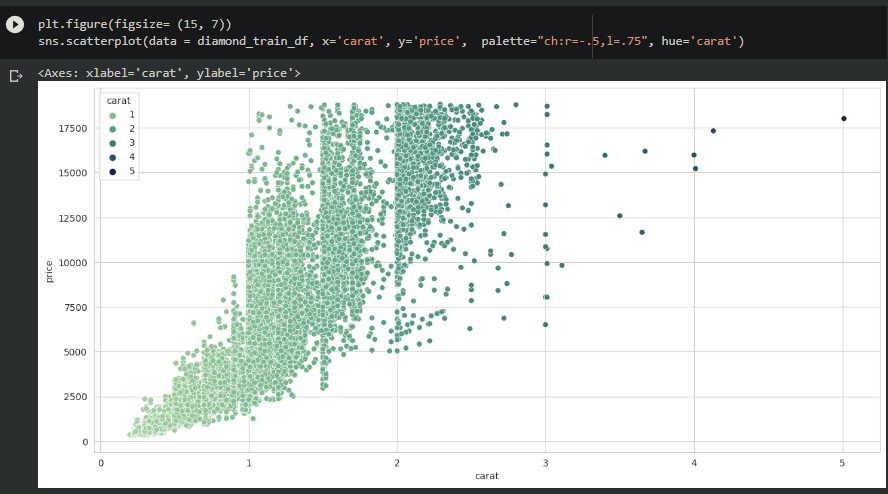 plt.figure(figsize= (15, 7))
sns.scatterplot(data = diamond_train_df, x='carat', y='price',  palette="ch:r=-.5,l=.75", hue='carat')
<Axes: xlabel='carat', ylabel='price'>
carat
1
2
3
4
5
17500
15000
12500
10000
7500
5000
2500
0
price
0 1 2 3 4 5
carat